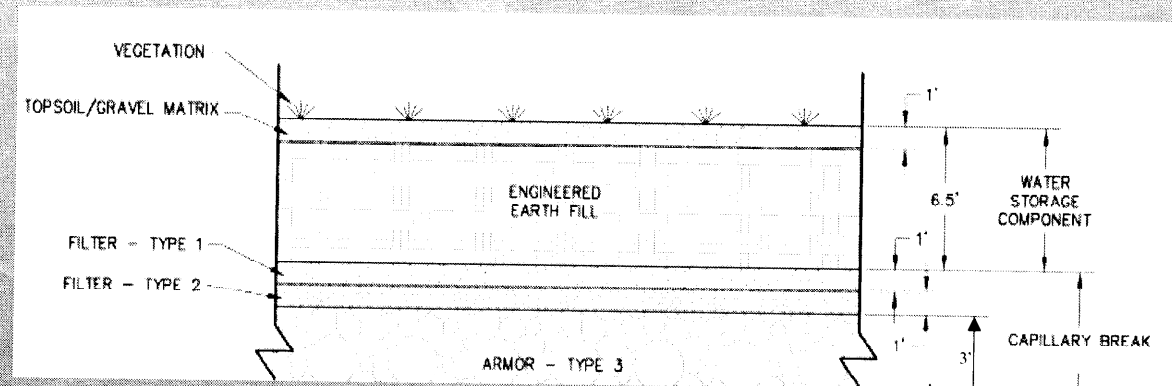 VEGETATION
TOPSOIL/GRAVEL MATRIX
1'
ENGINEERED
EARTH FILL
6.5'
WATER
STORAGE
COMPONENT
FILTER - TYPE 1
1'
FILTER - TYPE 2
1'
3'
CAPILLARY BREAK
ARMOR - TYPE 3